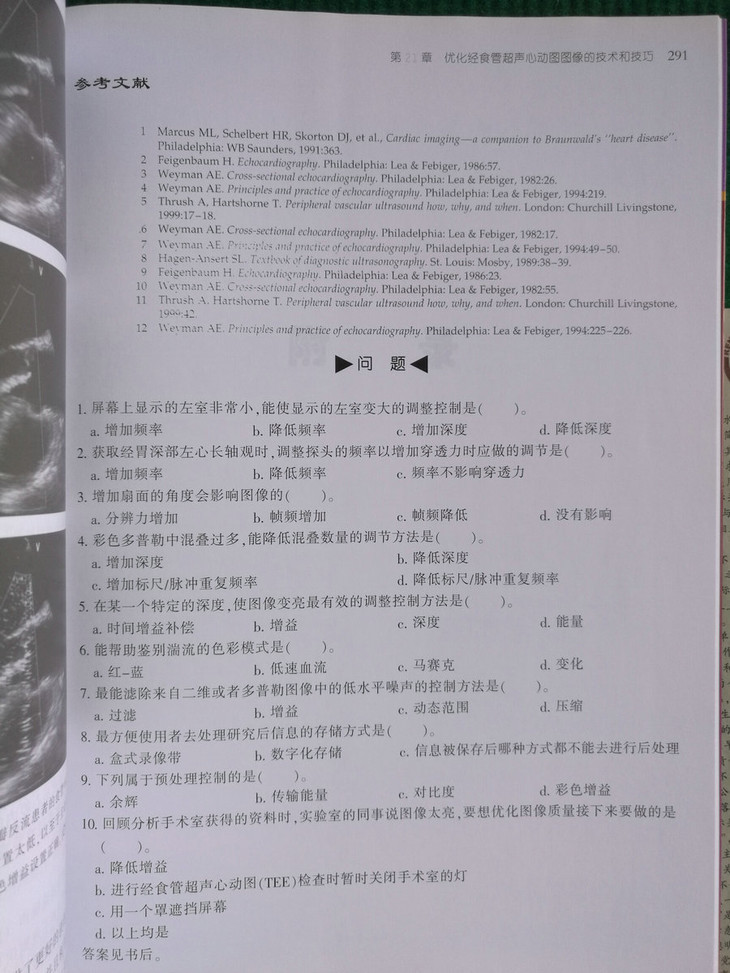 第 21 章 优化经食管超声心动图图像的技术和技巧 291
参考文献
1 Marcus ML, Schelbert HR, Skorton DJ, et al., Cardiac imaging—a companion to Braunwald's "heart disease".
Philadelphia: WB Saunders, 1991:363.
2 Feigenbaum H. Echocardiography. Philadelphia: Lea & Febiger, 1986:57.
3 Weyman AE. Cross-sectional echocardiography. Philadelphia: Lea & Febiger, 1982:26.
4 Weyman AE. Principles and practice of echocardiography. Philadelphia: Lea & Febiger, 1994:219.
5 Thrush A, Hartshorne T. Peripheral vascular ultrasound how, why, and when. London: Churchill Livingstone,
1999:17–18.
6 Weyman AE. Cross-sectional echocardiography. Philadelphia: Lea & Febiger, 1982:17.
7 Weyman AE. Principles and practice of echocardiography. Philadelphia: Lea & Febiger, 1994:49–50.
8 Hagen-Ansert SL. Textbook of diagnostic ultrasonography. St. Louis: Mosby, 1989:38–39.
9 Feigenbaum H. Echocardiography. Philadelphia: Lea & Febiger, 1986:23.
10 Weyman AE. Cross-sectional echocardiography. Philadelphia: Lea & Febiger, 1982:55.
11 Thrush A. Hartshorne T. Peripheral vascular ultrasound how, why, and when. London: Churchill Livingstone,
1999:42.
12 Weyman AE. Principles and practice of echocardiography. Philadelphia: Lea & Febiger, 1994:225–226.
▶问 题◀
1. 屏幕上显示的左室非常小,能使显示的左室变大的调整控制是( )。
a. 增加频率 b. 降低频率 c. 增加深度 d. 降低深度
2. 获取经胃深部左心长轴观时,调整探头的频率以增加穿透力时应做的调节是( )。
a. 增加频率 b. 降低频率 c. 频率不影响穿透力
3. 增加扇面的角度会影响图像的( )。
a. 分辨力增加 b. 帧频增加 c. 帧频降低 d. 没有影响
4. 彩色多普勒中混叠过多,能降低混叠数量的调节方法是( )。
a. 增加深度 b. 降低深度
c. 增加标尺/脉冲重复频率 d. 降低标尺/脉冲重复频率
5. 在某一个特定的深度,使图像变亮最有效的调整控制方法是( )。
a. 时间增益补偿 b. 增益 c. 深度 d. 能量
6. 能帮助鉴别湍流的色彩模式是( )。
a. 红–蓝 b. 低速血流 c. 马赛克 d. 变化
7. 最能滤除来自二维或者多普勒图像中的低水平噪声的控制方法是( )。
a. 过滤 b. 增益 c. 动态范围 d. 压缩
8. 最方便使用者去处理研究后信息的存储方式是( )。
a. 盒式录像带 b. 数字化存储 c. 信息被保存后哪种方式都不能去进行后处理
9. 下列属于预处理控制的是( )。
a. 余辉 b. 传输能量 c. 对比度 d. 彩色增益
10. 回顾分析手术室获得的资料时,实验室的同事说图像太亮,要想优化图像质量接下来要做的是
( )。
a. 降低增益
b. 进行经食管超声心动图(TEE)检查时暂时关闭手术室的灯
c. 用一个罩遮挡屏幕
d. 以上均是
答案见书后。